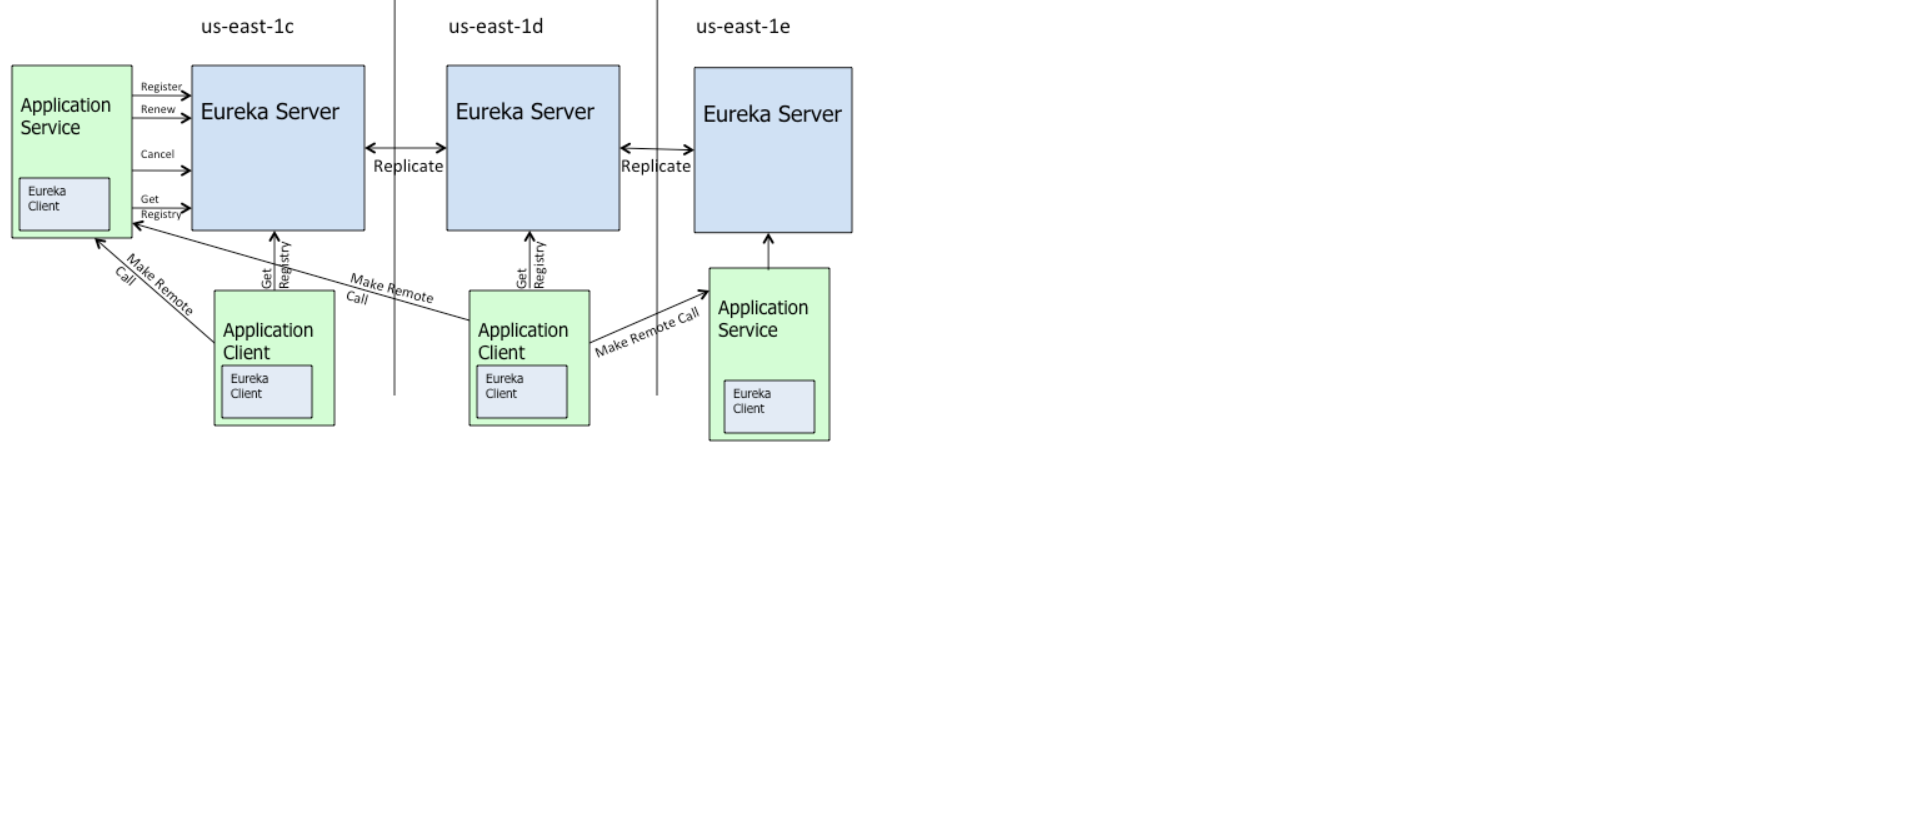 us-east-1c
us-east-1d
us-east-1e
Application
Service
Eureka
Client
Register
Renew
Cancel
Get
Registry
Eureka Server
Replicate
Eureka Server
Replicate
Eureka Server
Make Remote
Call
Get
Registry
Make Remote
Call
Get
Registry
Make Remote Call
Application
Client
Eureka
Client
Application
Client
Eureka
Client
Application
Service
Eureka
Client